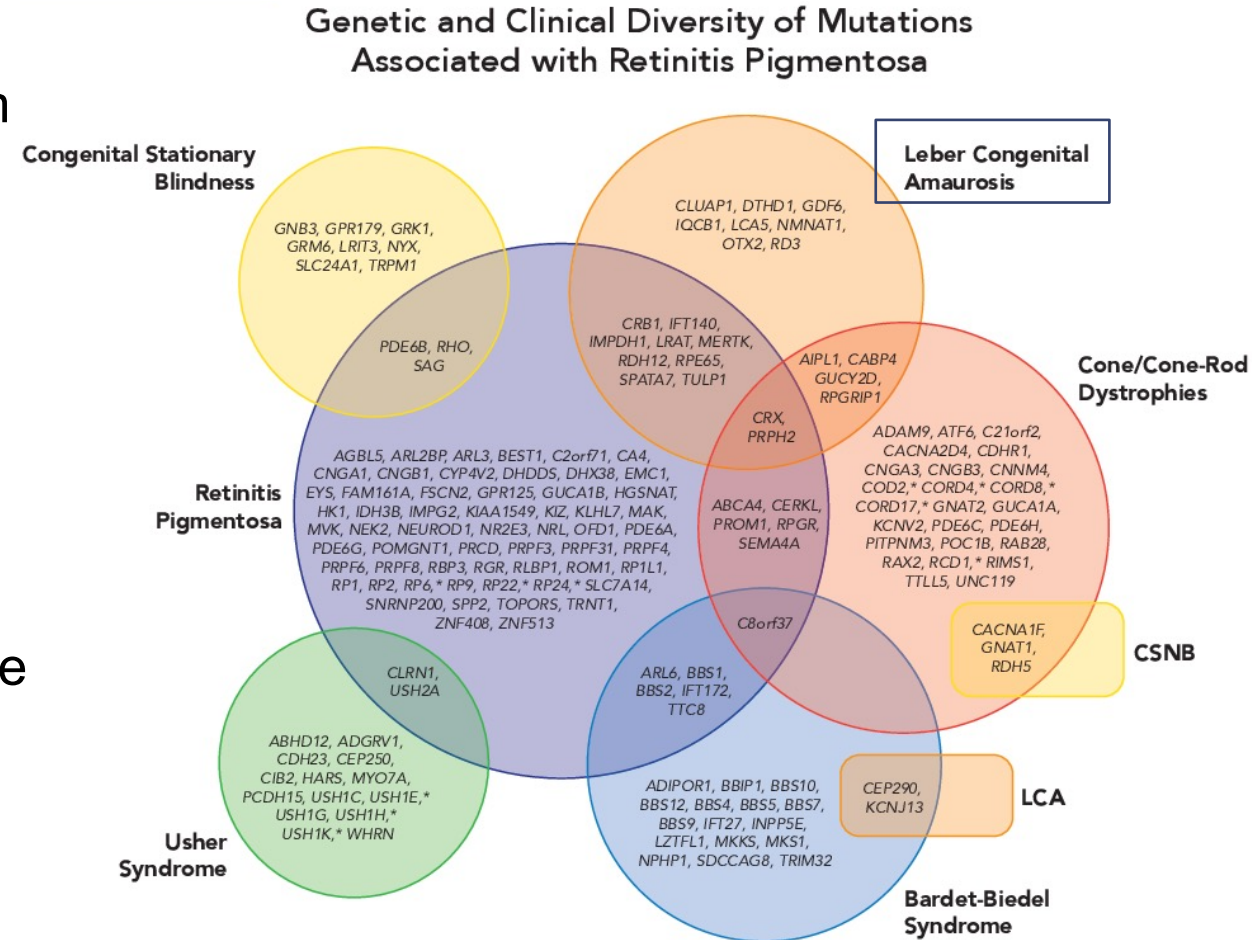 Genetic and Clinical Diversity of Mutations
Associated with Retinitis Pigmentosa
n
Congenital Stationary
Blindness
GNB3, GPR179, GRK1,
GRM6, LRIT3, NYX,
SLC24A1, TRPM1
PDE6B, RHO,
SAG
Leber Congenital
Amaurosis
CLUAP1, DTHD1, GDF6,
IQCB1, LCA5, NMNAT1,
OTX2, RD3
CRB1, IFT140,
IMPDH1, LRAT, MERTK,
RDH12, RPE65,
SPATA7, TULP1
AIPL1, CABP4
GUCY2D,
RPGRIP1
CRX,
PRPH2
Cone/Cone-Rod
Dystrophies
ADAM9, ATF6, C21orf2,
CACNA2D4, CDHR1,
CNGA3, CNGB3, CNNM4,
COD2,* CORD4,* CORD8,*
CORD17,* GNAT2, GUCA1A,
KCNV2, PDE6C, PDE6H,
PITPNM3, POC1B, RAB28,
RAX2, RCD1,* RIMS1,
TTLL5, UNC119
Retinitis
Pigmentosa
AGBL5, ARL2BP, ARL3, BEST1, C2orf71, CA4,
CNGA1, CNGB1, CYP4V2, DHDDS, DHX38, EMC1,
EYS, FAM161A, FSCN2, GPR125, GUCA1B, HGSNAT,
HK1, IDH3B, IMPG2, KIAA1549, KIZ, KLHL7, MAK,
MVK, NEK2, NEUROD1, NR2E3, NRL, OFD1, PDE6A,
PDE6G, POMGNT1, PRCD, PRPF3, PRPF31, PRPF4,
PRPF6, PRPF8, RBP3, RGR, RLBP1, ROM1, RP1L1,
RP1, RP2, RP6,* RP9, RP22,* RP24,* SLC7A14,
SNRNP200, SPP2, TOPORS, TRNT1,
ZNF408, ZNF513
ABCA4, CERKL,
PROM1, RPGR,
SEMA4A
C8orf37
CACNA1F,
GNAT1,
RDH5
CSNB
e
CLRN1,
USH2A
ARL6, BBS1,
BBS2, IFT172,
TTC8
ABHD12, ADGRV1,
CDH23, CEP250,
CIB2, HARS, MYO7A,
PCDH15, USH1C, USH1E,*
USH1G, USH1H,*
USH1K,* WHRN
Usher
Syndrome
ADIPOR1, BBIP1, BBS10,
BBS12, BBS4, BBS5, BBS7,
BBS9, IFT27, INPP5E,
LZTFL1, MKKS, MKS1,
NPHP1, SDCCAG8, TRIM32
CEP290,
KCNJ13
LCA
Bardet-Biedel
Syndrome